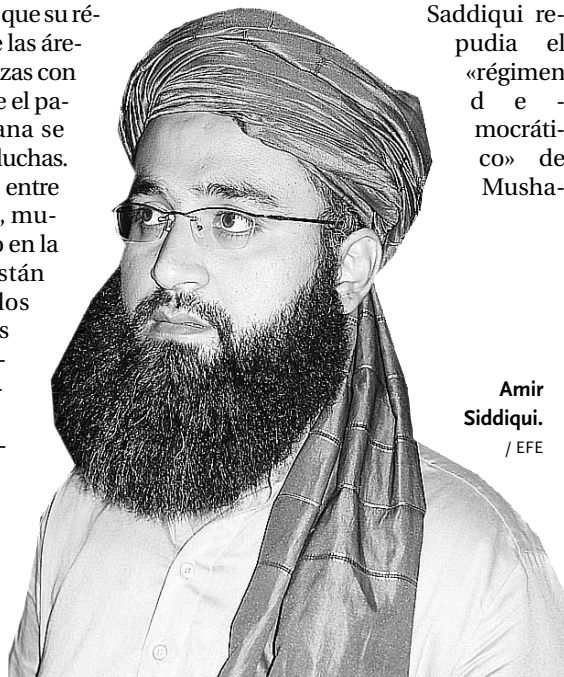 que su ré-
e las áre-
zas con
e el pa-
ana se
luchas.
entre
, mu-
o en la
stán
los
s
-
-
-
Saddiqui re-
pudia el
«régimen
d e -
mocráti-
co» de
Musha-
Amir
Siddiqui.
/ EFE